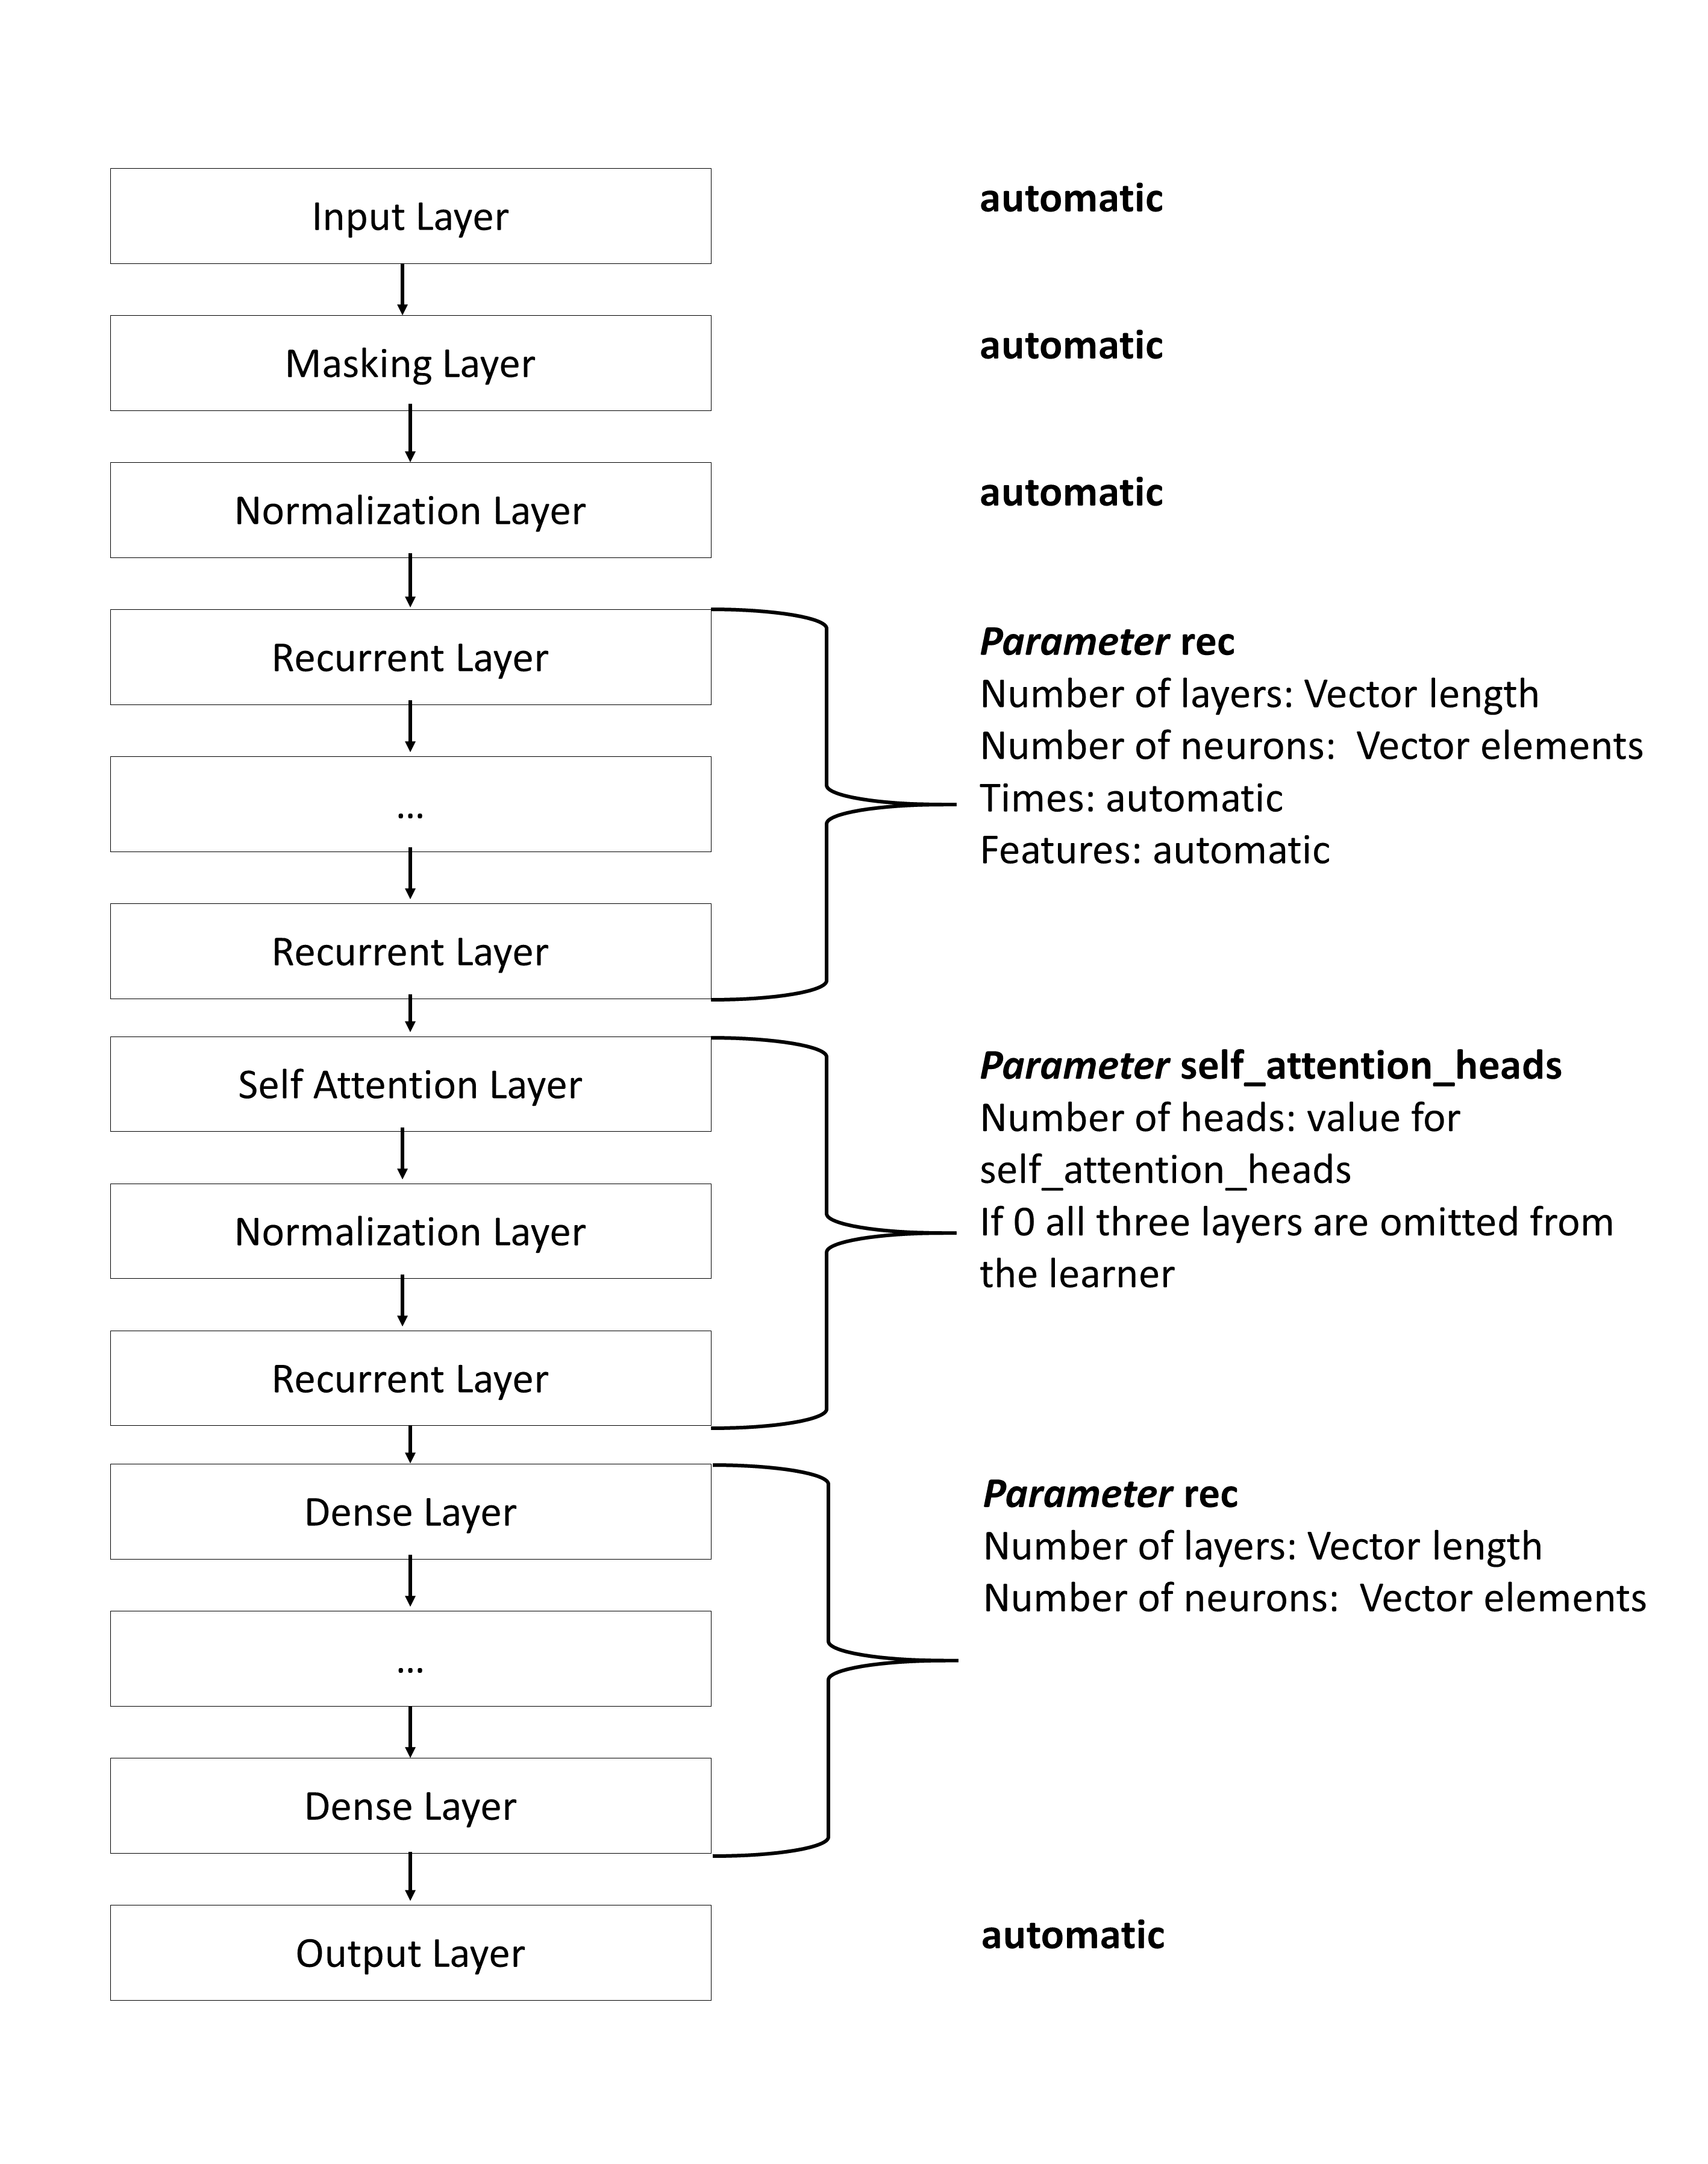 Input Layer
automatic
Masking Layer
automatic
Normalization Layer
automatic
Recurrent Layer
...
Recurrent Layer
Parameter rec
Number of layers: Vector length
Number of neurons:  Vector elements
Times: automatic
Features: automatic
Self Attention Layer
Normalization Layer
Recurrent Layer
Parameter self_attention_heads
Number of heads: value for
self_attention_heads
If 0 all three layers are omitted from
the learner
Dense Layer
...
Dense Layer
Parameter rec
Number of layers: Vector length
Number of neurons:  Vector elements
Output Layer
automatic